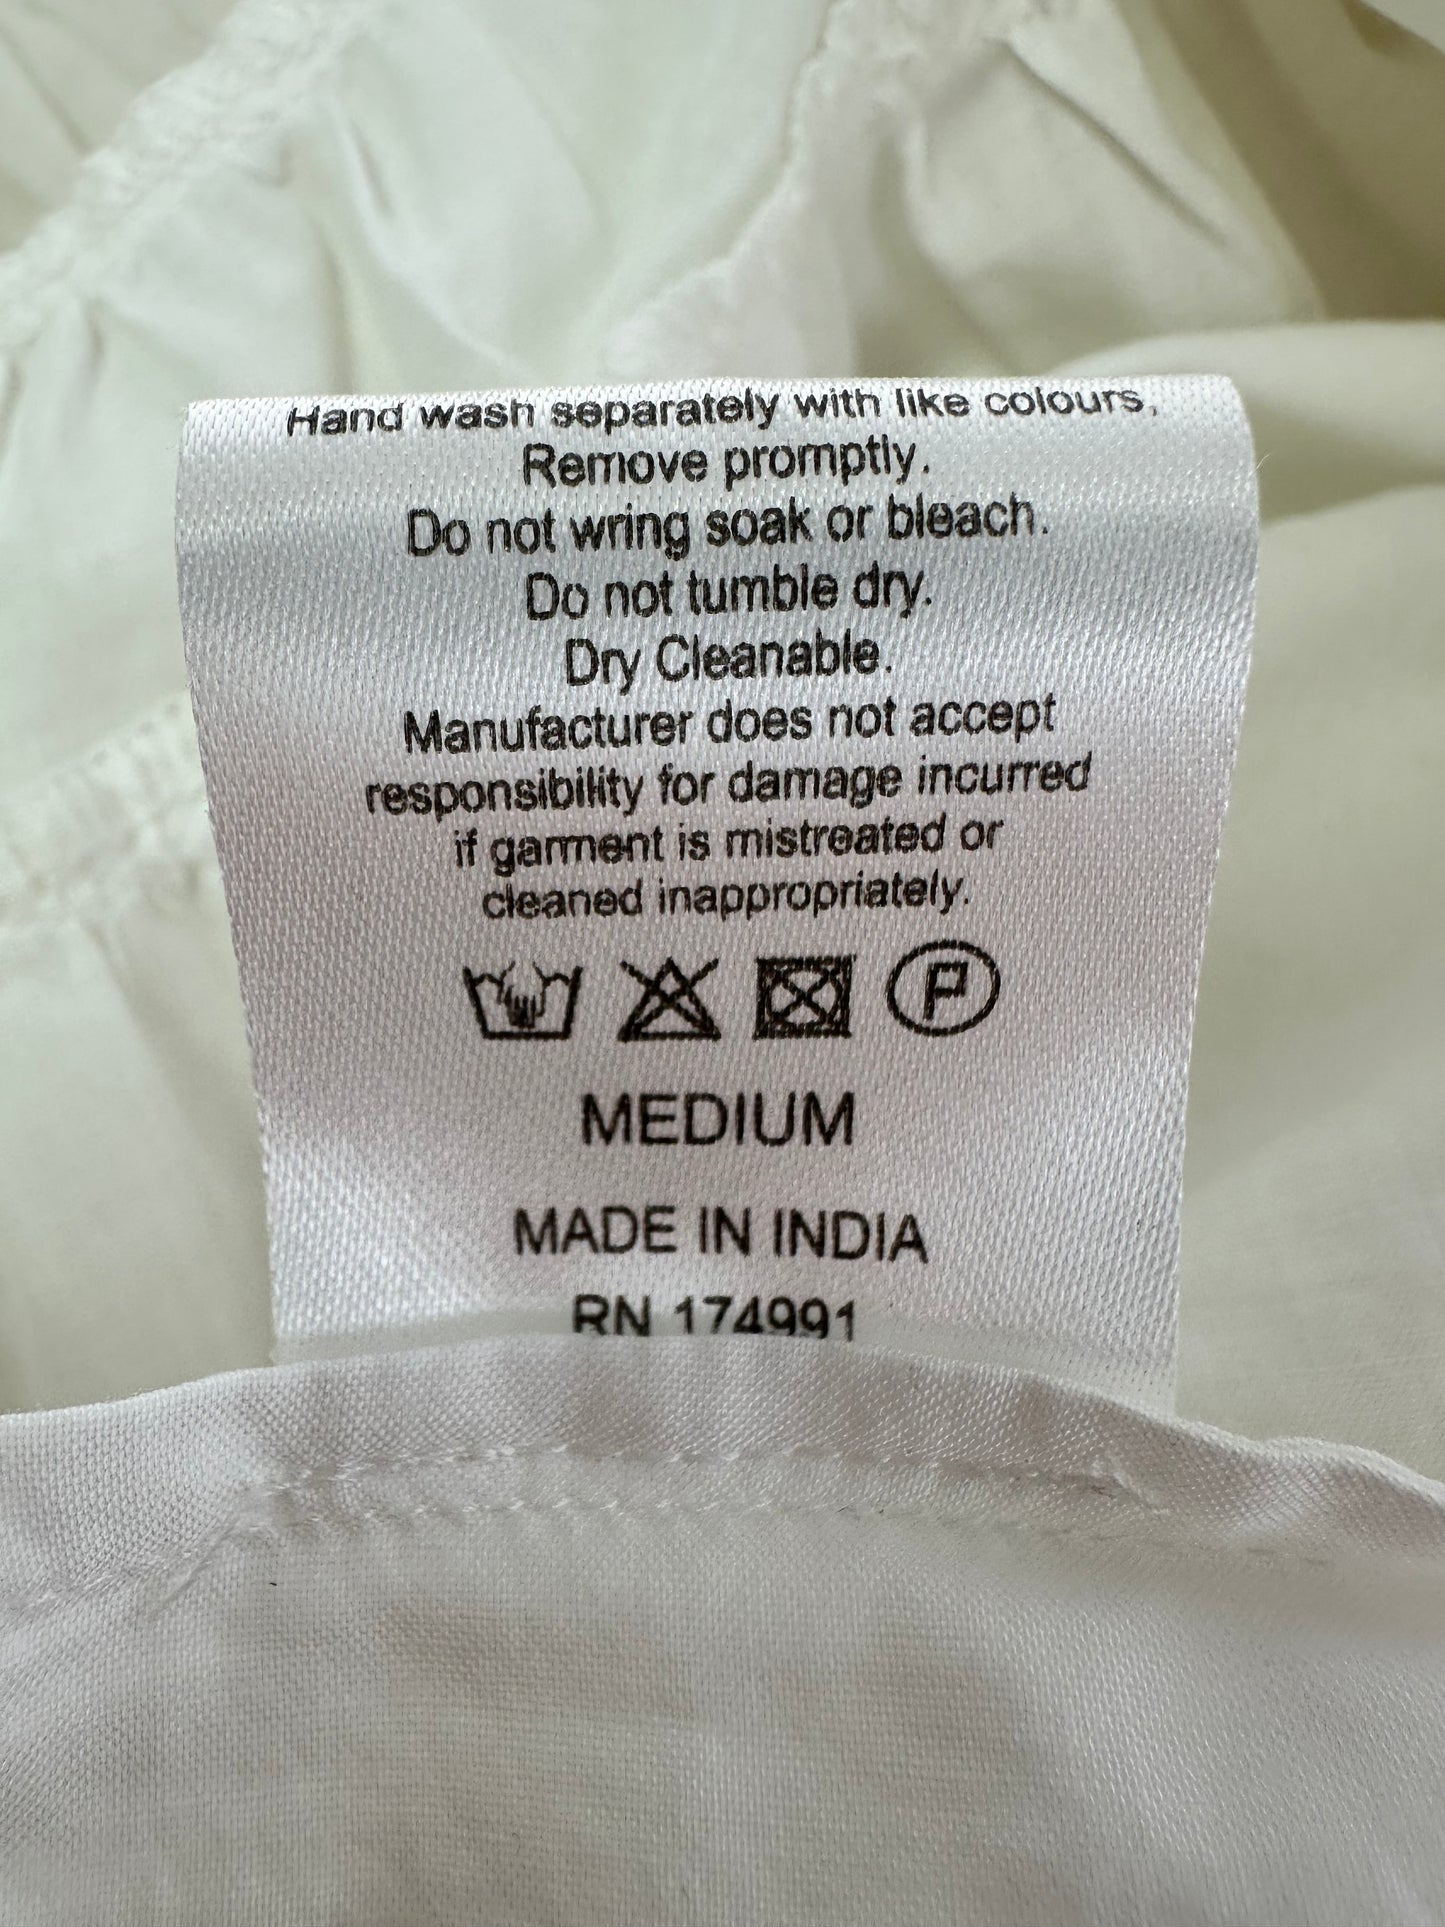 Hand wash separately with like colours,
Remove promptly.
Do not wring soak or bleach.
Do not tumble dry.
Dry Cleanable.
Manufacturer does not accept
responsibility for damage incurred
if garment is mistreated or
cleaned inappropriately.
P
MEDIUM
MADE IN INDIA
RN 174991